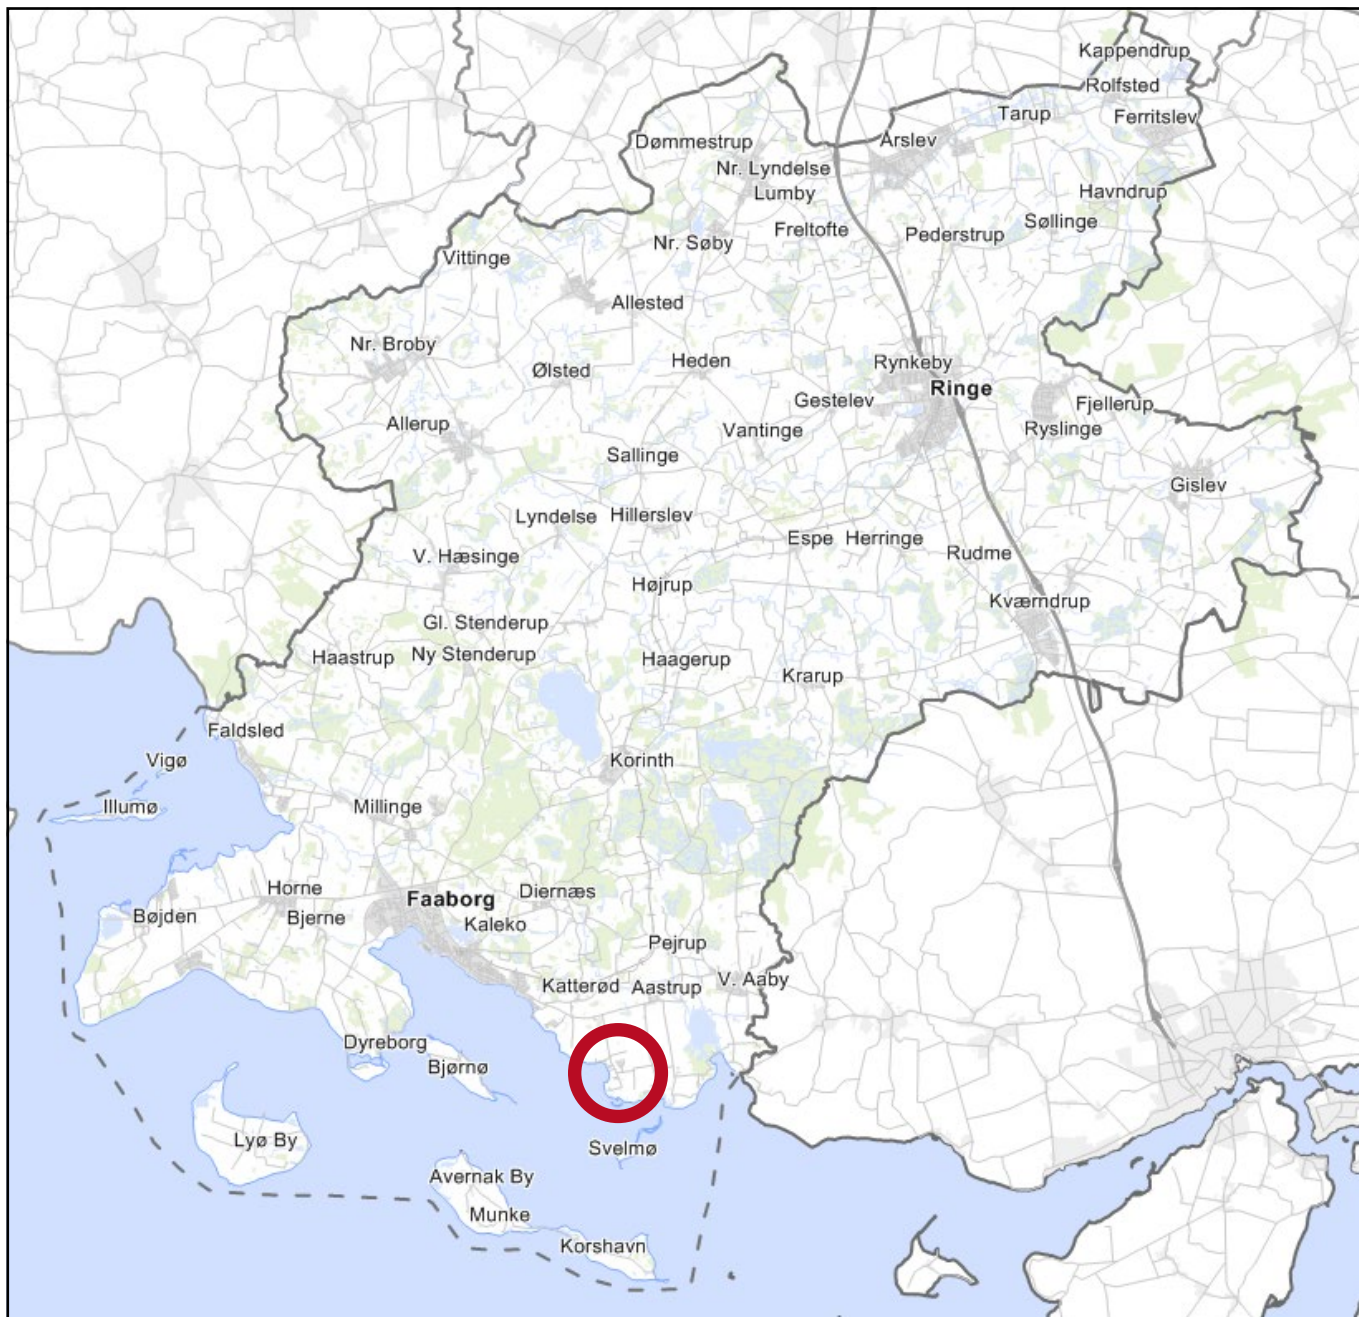 Kappendrup
Rolfsted
Tarup
Ferritslev
Dømmestrup
Årslev
Nr. Lyndelse
Lumby
Havndrup
Søllinge
Freltofte
Pederstrup
Nr. Søby
Vittinge
Allested
Nr. Broby
Heden
Rynkeby
Ølsted
Ringe
Gestelev
Fjellerup
Allerup
Vantinge
Ryslinge
Sallinge
Gislev
Lyndelse
Hillerslev
Espe
Herringe
Rudme
V. Hæsinge
Højrup
Kværndrup
Gl. Stenderup
Haastrup
Ny Stenderup
Haagerup
Krarup
Faldsled
Vigø
Korinth
Illumø
Millinge
Horne
Diernæs
Faaborg
Bøjden
Bjerne
Kaleko
Pejrup
V. Aaby
Katterød
Aastrup
Dyreborg
Bjørnø
Lyø By
Svelmø
Avernak By
Munke
Korshavn